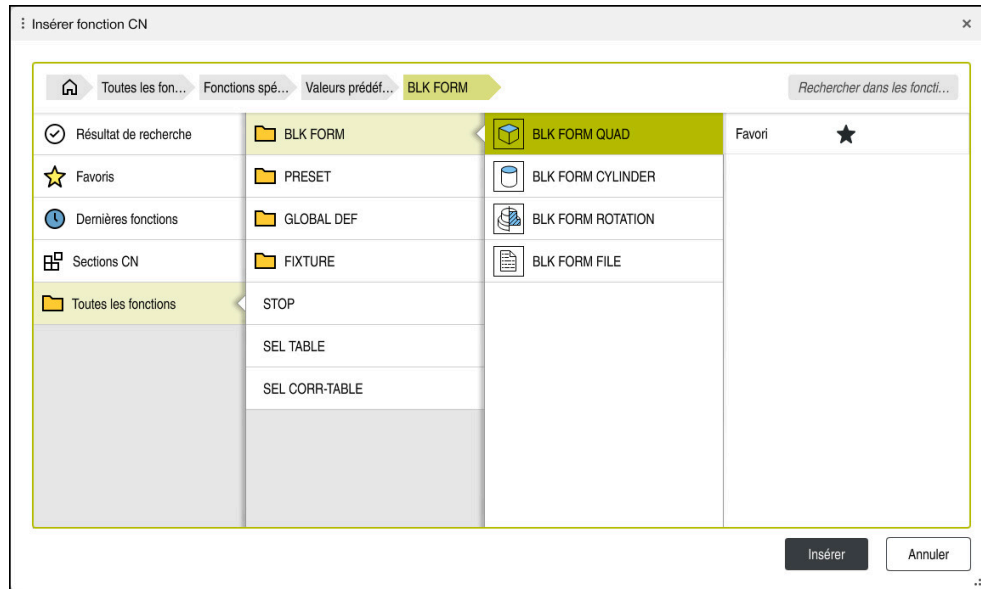 Insérer fonction CN
Toutes les fon... Fonctions spé... Valeurs prédéf... BLK FORM Rechercher dans les foncti...
Résultat de recherche
Favoris
Dernières fonctions
Sections CN
Toutes les fonctions
BLK FORM
PRESET
GLOBAL DEF
FIXTURE
STOP
SEL TABLE
SEL CORR-TABLE
BLK FORM QUAD
BLK FORM CYLINDER
BLK FORM ROTATION
BLK FORM FILE
Favori
Insérer Annuler